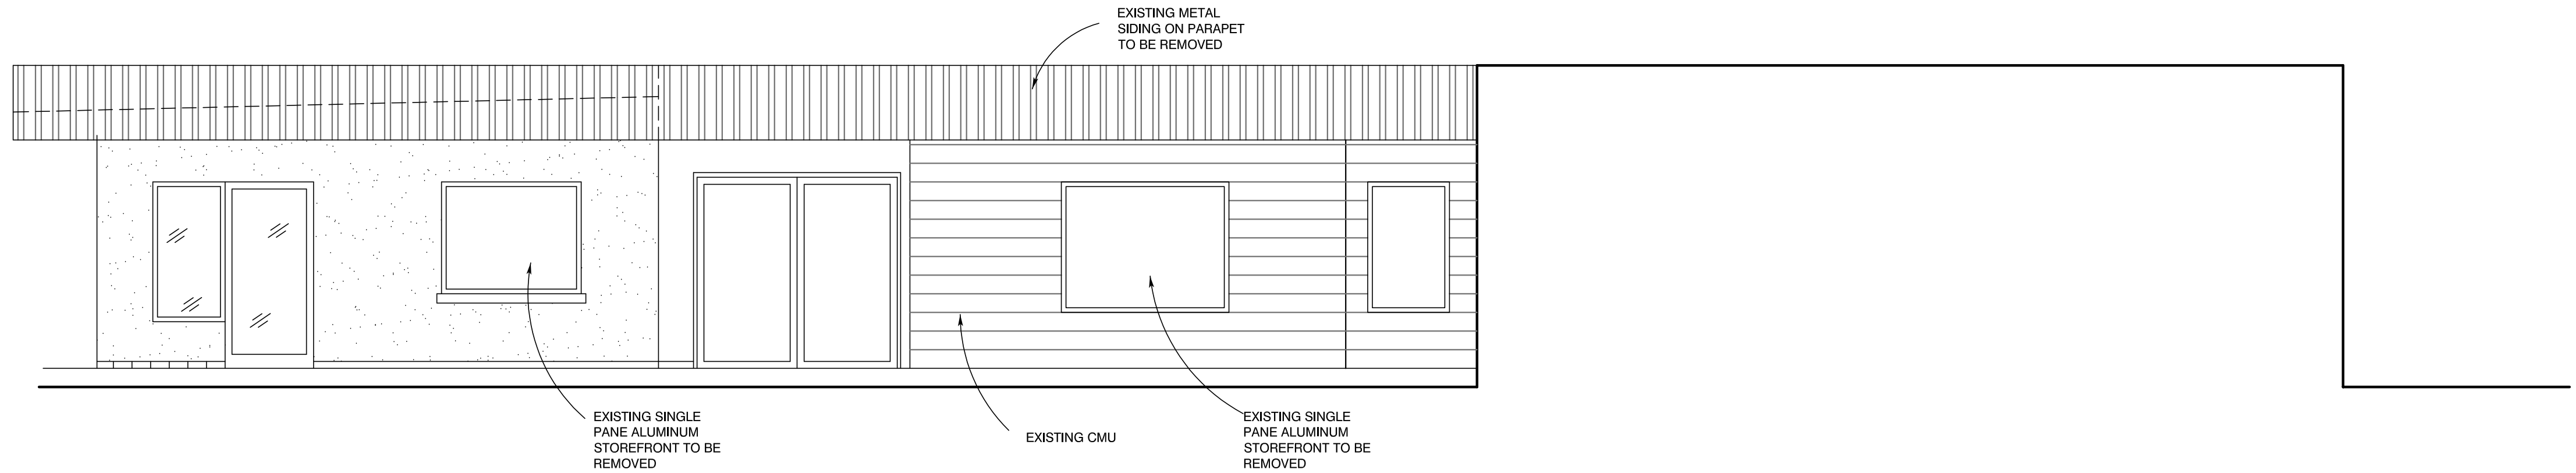 EXISTING METAL
SIDING ON PARAPET
TO BE REMOVED
EXISTING SINGLE
PANE ALUMINUM
STOREFRONT TO BE
REMOVED
EXISTING CMU
EXISTING SINGLE
PANE ALUMINUM
STOREFRONT TO BE
REMOVED